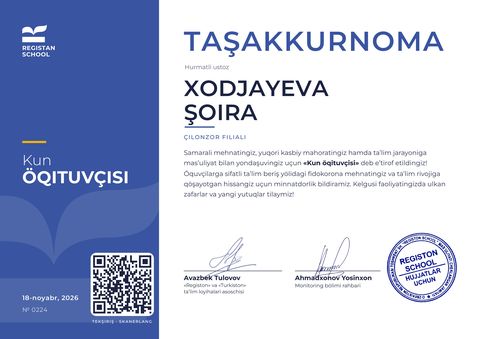 REGISTAN
SCHOOL
Kun
ÖQITUVÇISI
18-noyabr, 2026
№ 0224
TEKŞIRIŞ - SKANERLANG
TAŞAKKURNOMA
Hurmatli ustoz
XODJAYEVA
ŞOIRA
ÇILONZOR FILIALI
Samarali mehnatingiz, yuqori kasbiy mahoratingiz hamda ta'lim jarayoniga
mas'uliyat bilan yondaşuvingiz uçun «Kun öqituvçisi» deb e'tirof etildingiz!
Öquvçilarga sifatli ta'lim beriş yölidagi fidokorona mehnatingiz va ta'lim rivojiga
qöşayotgan hissangiz uçun minnatdorlik bildiramiz. Kelgusi faoliyatingizda ulkan
zafarlar va yangi yutuqlar tilaymiz!
Avazbek Tulovov
«Registon» va «Turkiston»
ta'lim loyihalari asosçisi
Ahmadxonov Yosinxon
Monitoring bölimi rahbari
REGISTON
SCHOOL
HUJJATLAR
UCHUN